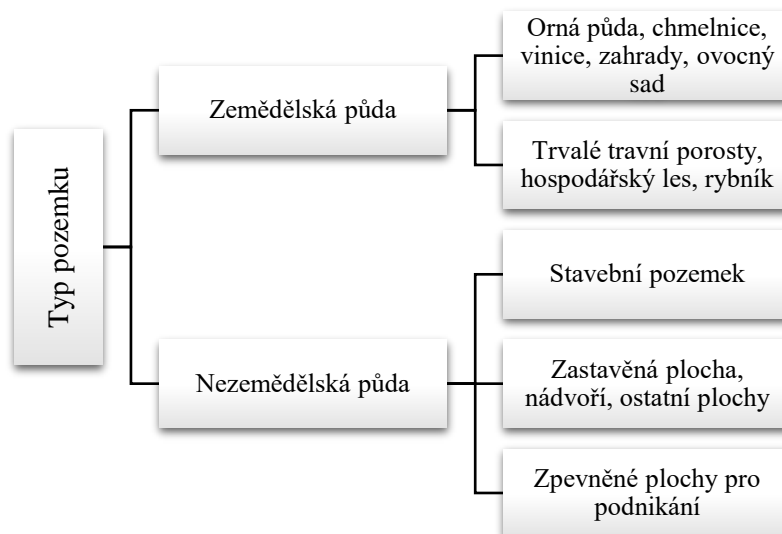 Typ pozemku
Zemědělská půda
Orná půda, chmelnice,
vinice, zahrady, ovocný
sad
Trvalé travní porosty,
hospodářský les, rybník
Nezemědělská půda
Stavební pozemek
Zastavěná plocha,
nádvoří, ostatní plochy
Zpevněné plochy pro
podnikání